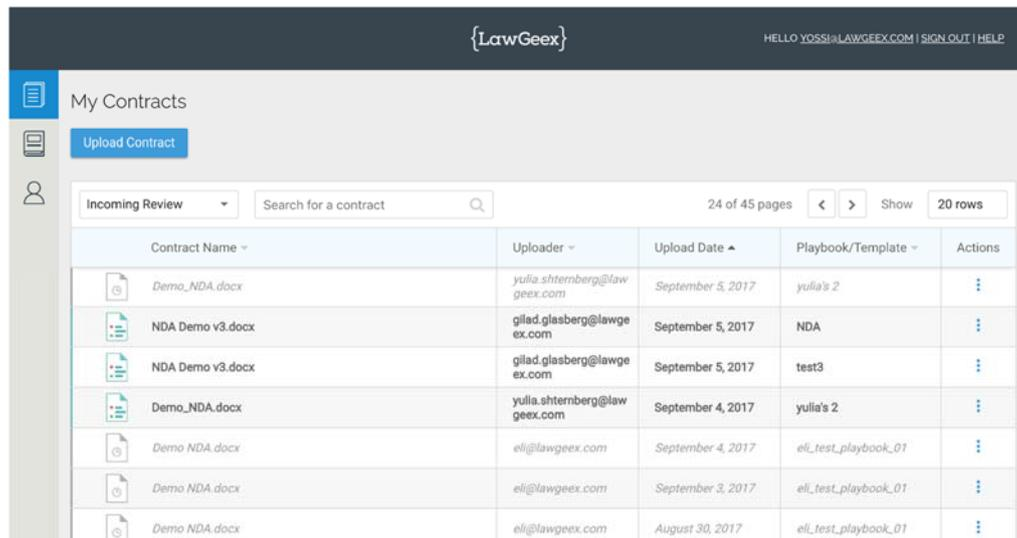 {LawGeex}
HELLO YOSSI@LAWGEEX.COM | SIGN OUT | HELP
My Contracts
Upload Contract
Incoming Review Search for a contract 24 of 45 pages < > Show 20 rows
Contract Name Uploader Upload Date Playbook/Template Actions
Demo_NDA.docx yulia.shternberg@law September 5, 2017 yulia's 2
geex.com
NDA Demo v3.docx gilad.glasberg@lawge September 5, 2017 NDA
ex.com
NDA Demo v3.docx gilad.glasberg@lawge September 5, 2017 test3
ex.com
Demo_NDA.docx yulia.shternberg@law September 4, 2017 yulia's 2
geex.com
Demo NDA.docx eli@lawgeex.com September 4, 2017 eli_test_playbook_01
Demo NDA.docx eli@lawgeex.com September 3, 2017 eli_test_playbook_01
Demo NDA.docx eli@lawgeex.com August 30, 2017 eli_test_playbook_01